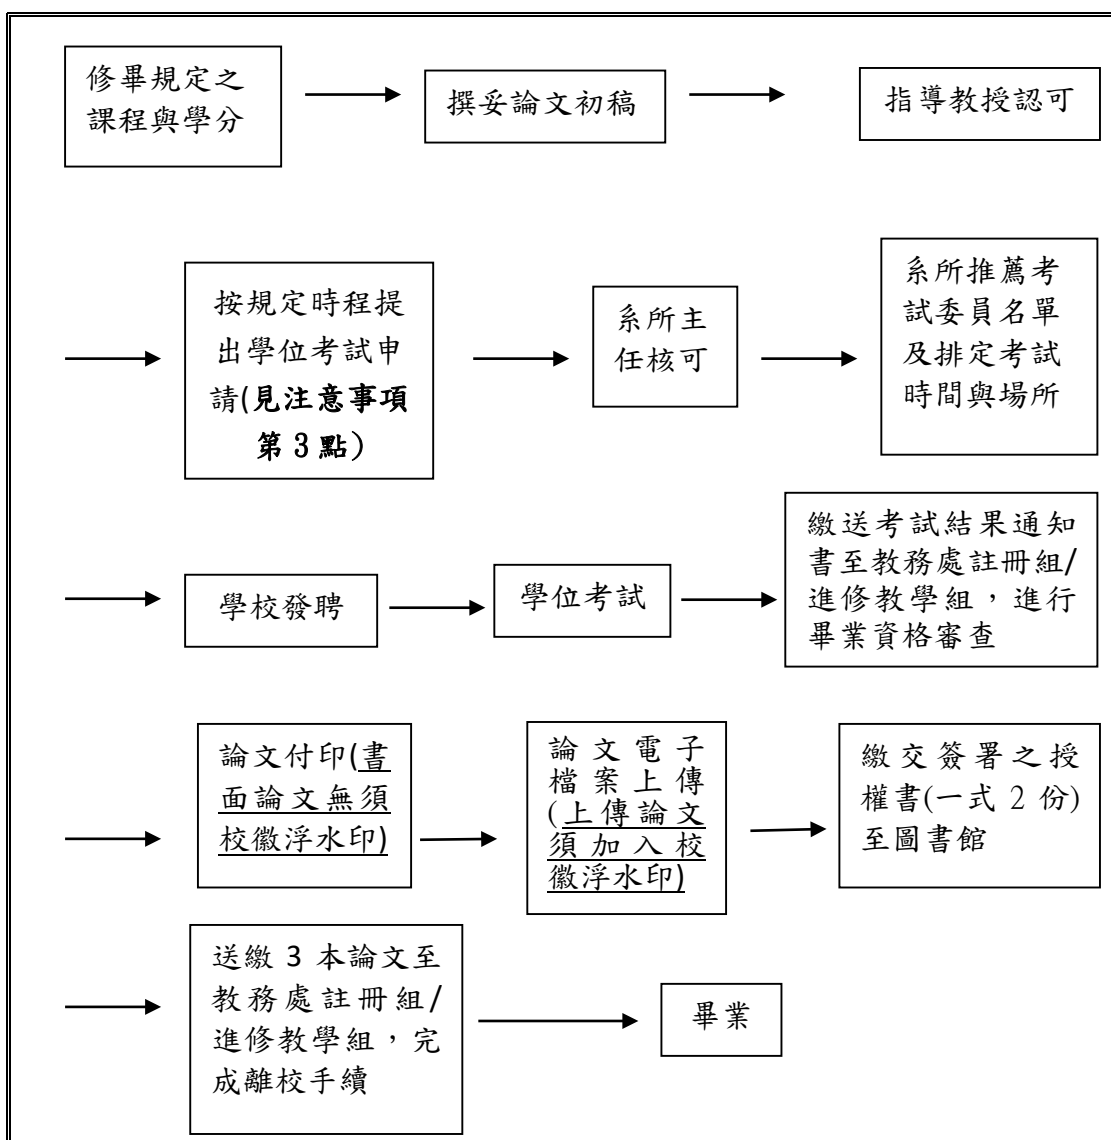 修畢規定之
課程與學分
撰妥論文初稿
指導教授認可
按規定時程提
出學位考試申
請(見注意事項
第 3 點)
系所主
任核可
系所推薦考
試委員名單
及排定考試
時間與場所
學校發聘
學位考試
繳送考試結果通知
書至教務處註冊組/
進修教學組，進行
畢業資格審查
論文付印(書
面論文無須
校徽浮水印)
論文電子
檔案上傳
(上傳論文
須加入校
徽浮水印)
繳交簽署之授
權書(一式 2 份)
至圖書館
送繳 3 本論文至
教務處註冊組/
進修教學組，完
成離校手續
畢業